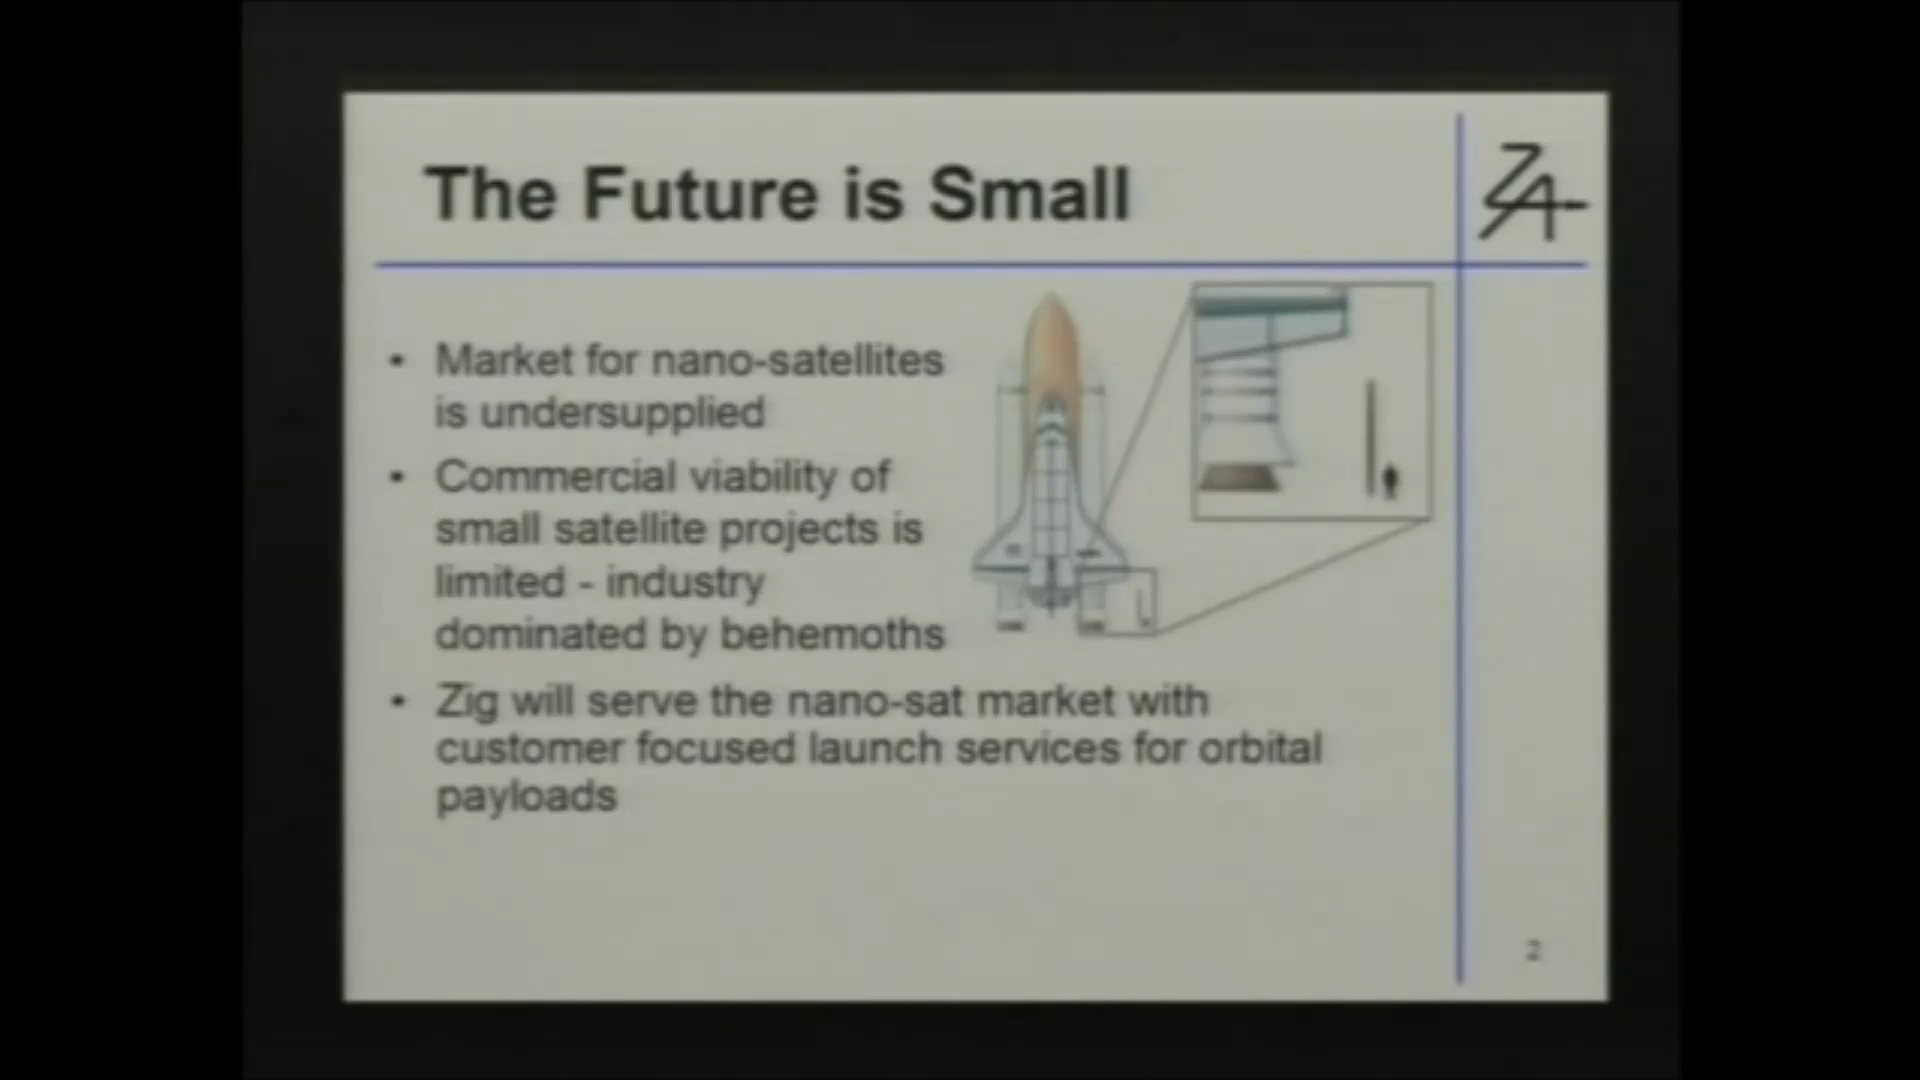 The Future is Small
ZA
• Market for nano-satellites
is undersupplied
• Commercial viability of
small satellite projects is
limited - industry
dominated by behemoths
• Zig will serve the nano-sat market with
customer focused launch services for orbital
payloads
2